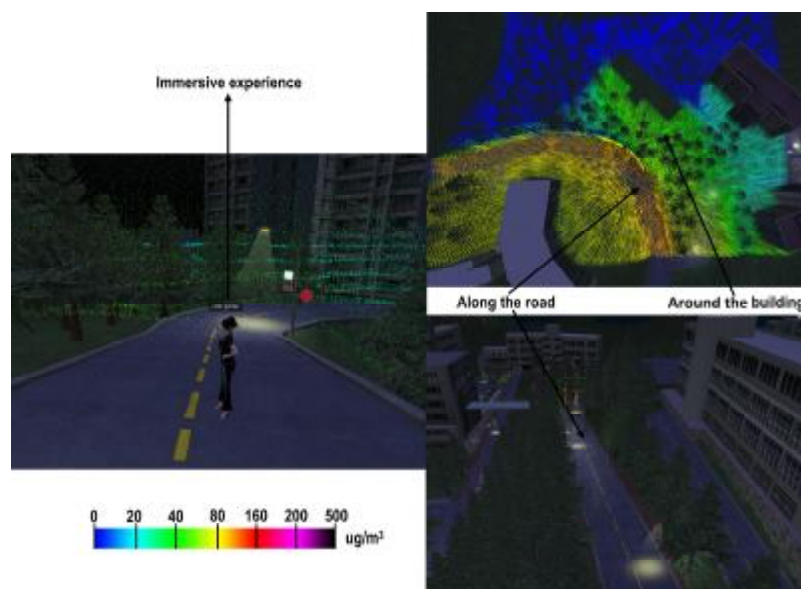 Immersive experience
Along the road
Around the building
0 20 40 80 160 200 500
ug/m³